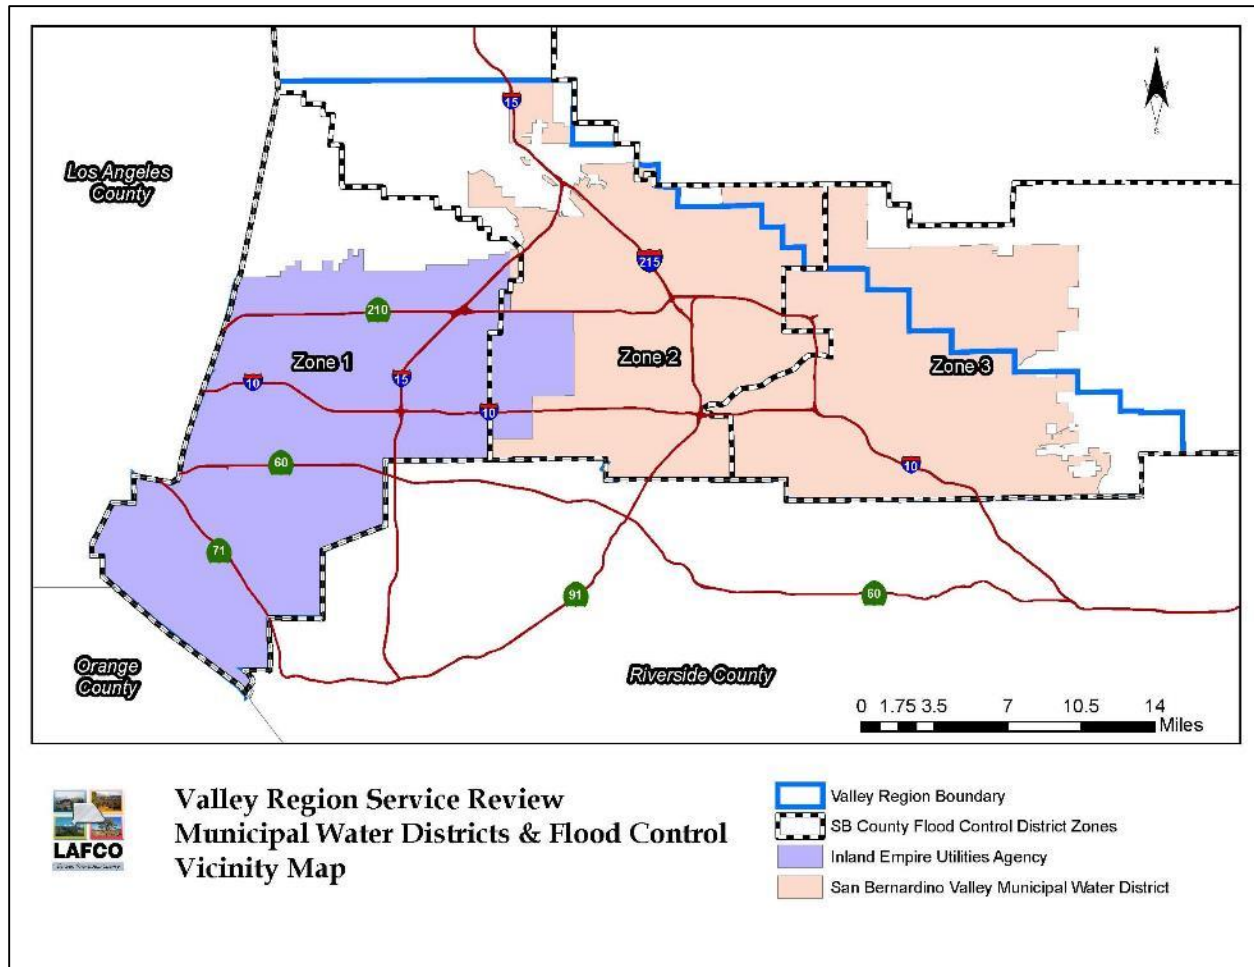 N
S
15
Los Angeles
County
215
210
Zone 1
Zone 2
Zone 3
10
15
10
60
10
71
91
60
Orange
County
Riverside County
0 1.75 3.5 7 10.5 14
Miles
Valley Region Service Review
Municipal Water Districts & Flood Control
Vicinity Map
LAFCO
Valley Region Boundary
SB County Flood Control District Zones
Inland Empire Utilities Agency
San Bernardino Valley Municipal Water District